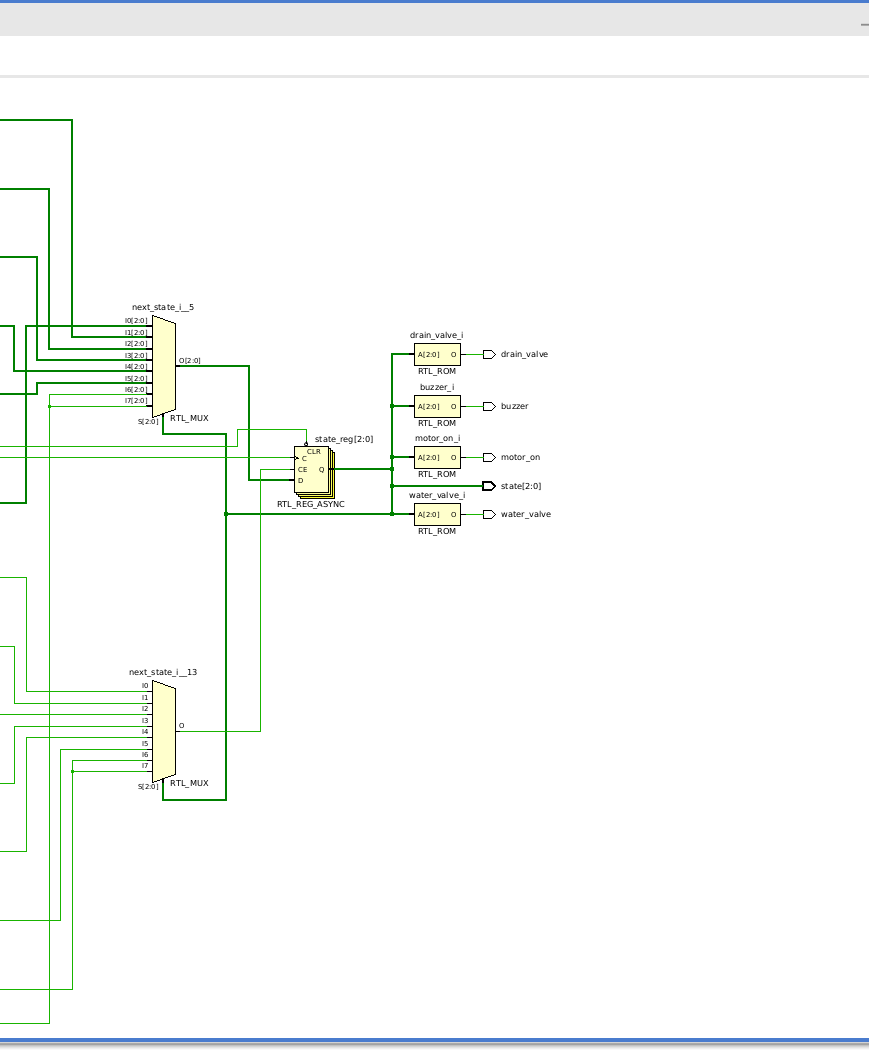 next_state_i__5
I0[2:0]
I1[2:0]
I2[2:0]
I3[2:0]
I4[2:0]
I5[2:0]
I6[2:0]
I7[2:0]
S[2:0]
O[2:0]
RTL_MUX
state_reg[2:0]
CLR
C
CE
D
Q
RTL_REG_ASYNC
drain_valve_i
A[2:0] O
RTL_ROM
drain_valve
buzzer_i
A[2:0] O
RTL_ROM
buzzer
motor_on_i
A[2:0] O
RTL_ROM
motor_on
state[2:0]
water_valve_i
A[2:0] O
RTL_ROM
water_valve
next_state_i__13
I0
I1
I2
I3
I4
I5
I6
I7
S[2:0]
O
RTL_MUX